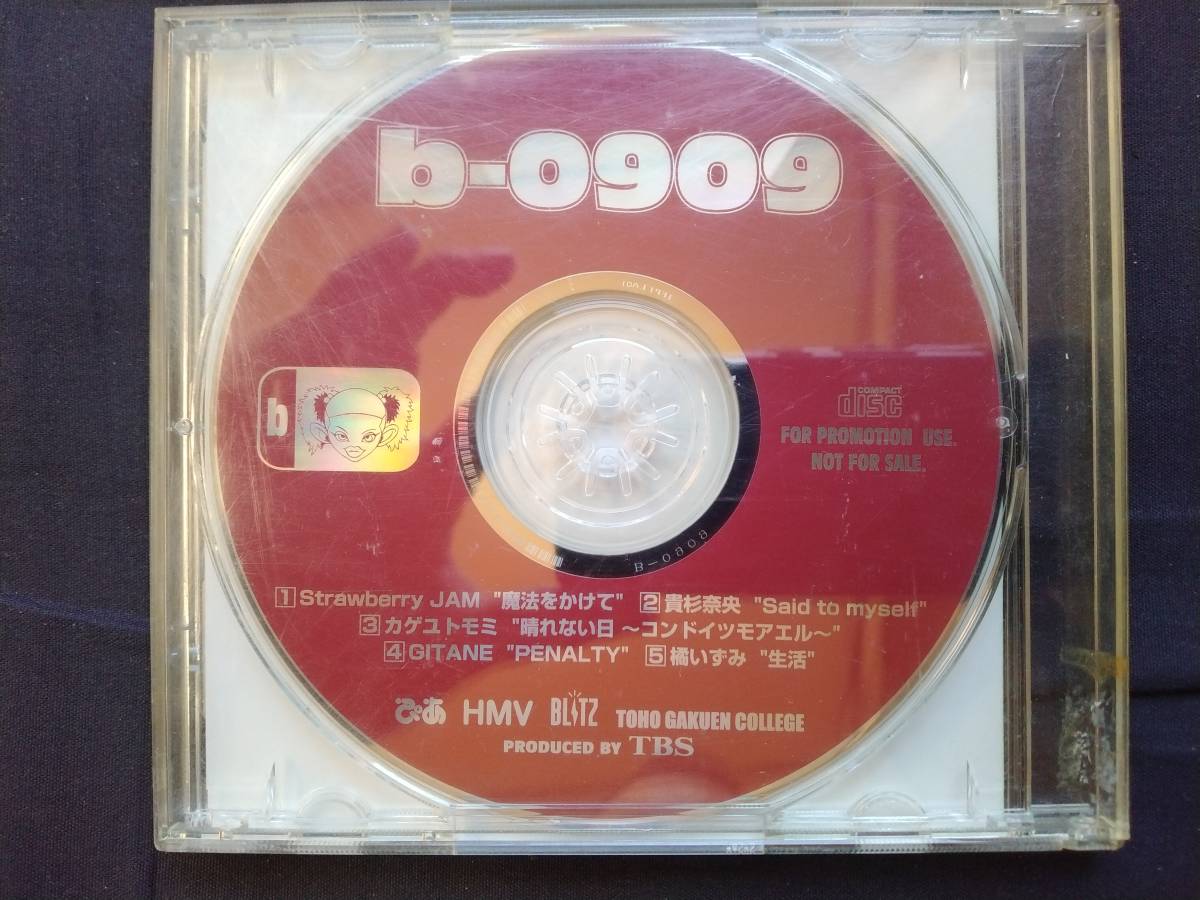 b-0909
b
COMPACT
disc
FOR PROMOTION USE.
NOT FOR SALE.
1 Strawberry JAM "魔法をかけて" 2 貴杉奈央 "Said to myself"
3 カゲユトモミ "晴れない日 ～コンドイツモアエル～"
4 GITANE "PENALTY" 5 橘いずみ "生活"
ぴあ HMV BLITZ TOHO GAKUEN COLLEGE
PRODUCED BY TBS